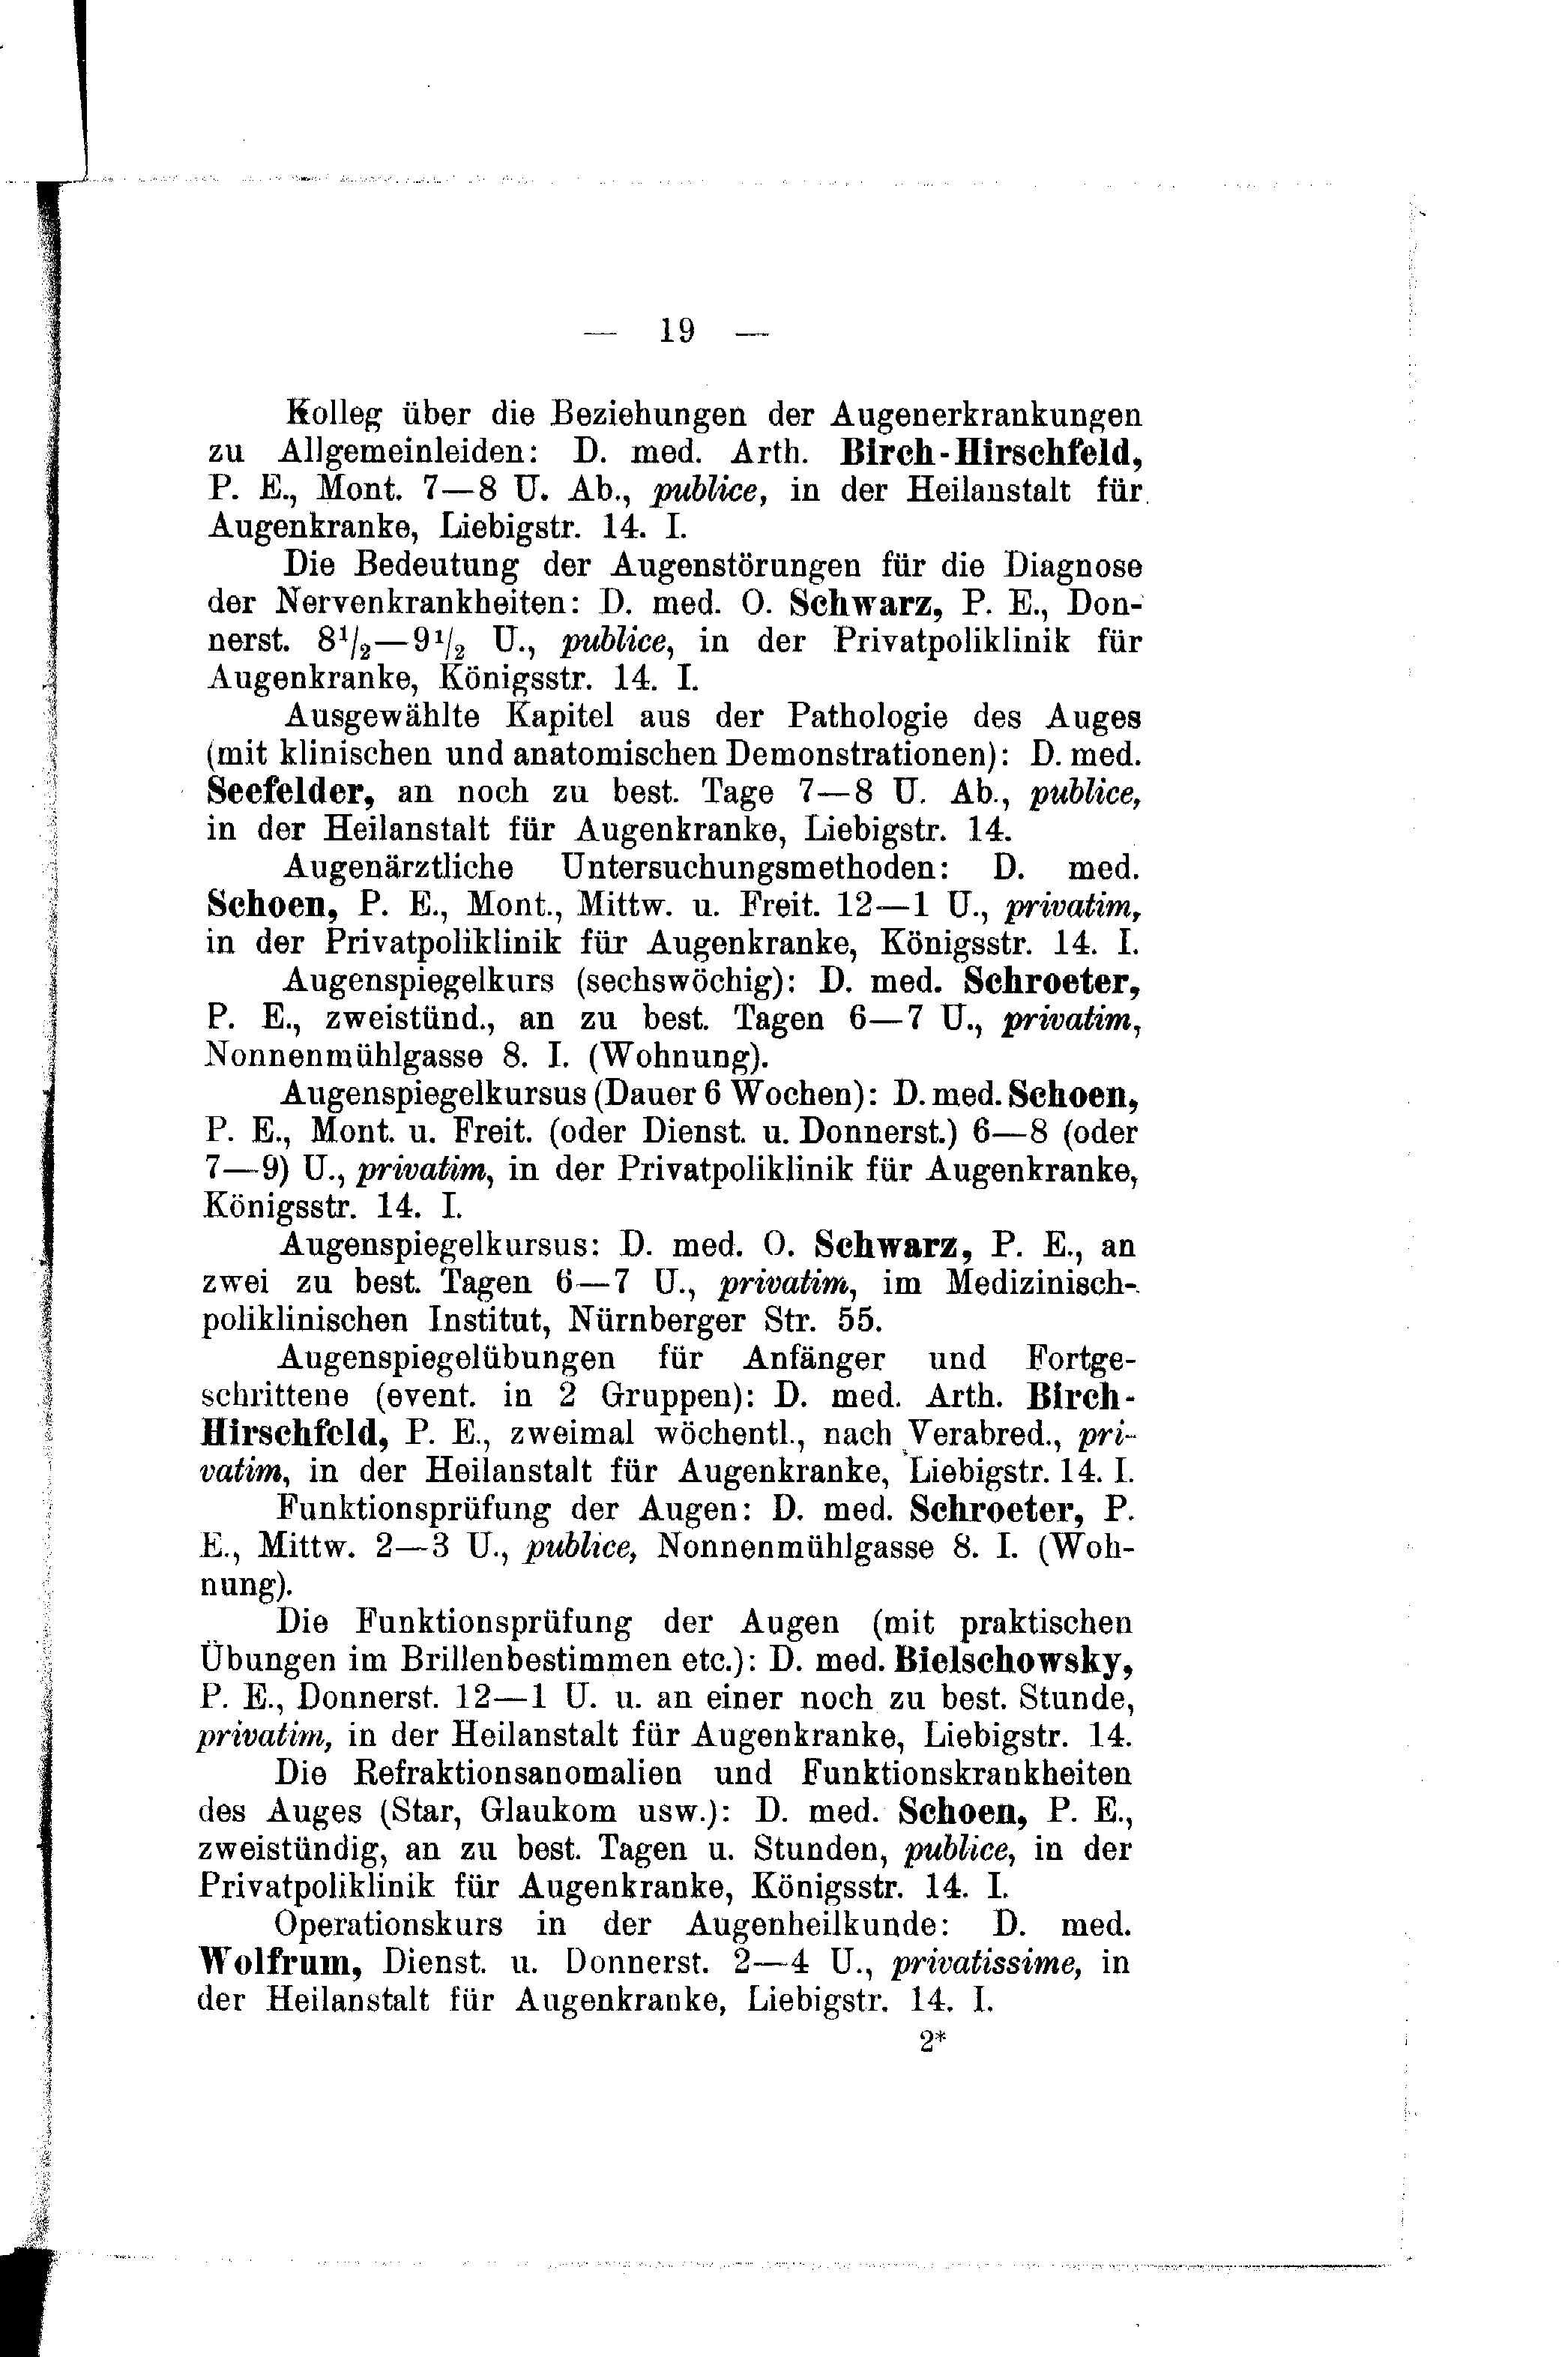 — 19 —
Kolleg über die Beziehungen der Augenerkrankungen
zu Allgemeinleiden: D. med. Arth. Birch-Hirschfeld,
P. E., Mont. 7—8 U. Ab., publice, in der Heilanstalt für
Augenkranke, Liebigstr. 14. I.
Die Bedeutung der Augenstörungen für die Diagnose
der Nervenkrankheiten: D. med. O. Schwarz, P. E., Don-
nerst. 8½—9½ U., publice, in der Privatpoliklinik für
Augenkranke, Königsstr. 14. I.
Ausgewählte Kapitel aus der Pathologie des Auges
(mit klinischen und anatomischen Demonstrationen): D. med.
Seefelder, an noch zu best. Tage 7—8 U. Ab., publice,
in der Heilanstalt für Augenkranke, Liebigstr. 14.
Augenärztliche Untersuchungsmethoden: D. med.
Schoen, P. E., Mont., Mittw. u. Freit. 12—1 U., privatim,
in der Privatpoliklinik für Augenkranke, Königsstr. 14. I.
Augenspiegelkurs (sechswöchig): D. med. Schroeter,
P. E., zweistünd., an zu best. Tagen 6—7 U., privatim,
Nonnenmühlgasse 8. I. (Wohnung).
Augenspiegelkursus (Dauer 6 Wochen): D. med. Schoen,
P. E., Mont. u. Freit. (oder Dienst. u. Donnerst.) 6—8 (oder
7—9) U., privatim, in der Privatpoliklinik für Augenkranke,
Königsstr. 14. I.
Augenspiegelkursus: D. med. O. Schwarz, P. E., an
zwei zu best. Tagen 6—7 U., privatim, im Medizinisch-
poliklinischen Institut, Nürnberger Str. 55.
Augenspiegelübungen für Anfänger und Fortge-
schrittene (event. in 2 Gruppen): D. med. Arth. Birch-
Hirschfeld, P. E., zweimal wöchentl., nach Verabred., pri-
vatim, in der Heilanstalt für Augenkranke, Liebigstr. 14. I.
Funktionsprüfung der Augen: D. med. Schroeter, P.
E., Mittw. 2—3 U., publice, Nonnenmühlgasse 8. I. (Woh-
nung).
Die Funktionsprüfung der Augen (mit praktischen
Übungen im Brillenbestimmen etc.): D. med. Bielschowsky,
P. E., Donnerst. 12—1 U. u. an einer noch zu best. Stunde,
privatim, in der Heilanstalt für Augenkranke, Liebigstr. 14.
Die Refraktionsanomalien und Funktionskrankheiten
des Auges (Star, Glaukom usw.): D. med. Schoen, P. E.,
zweistündig, an zu best. Tagen u. Stunden, publice, in der
Privatpoliklinik für Augenkranke, Königsstr. 14. I.
Operationskurs in der Augenheilkunde: D. med.
Wolfrum, Dienst. u. Donnerst. 2—4 U., privatissime, in
der Heilanstalt für Augenkranke, Liebigstr. 14. I.
2*